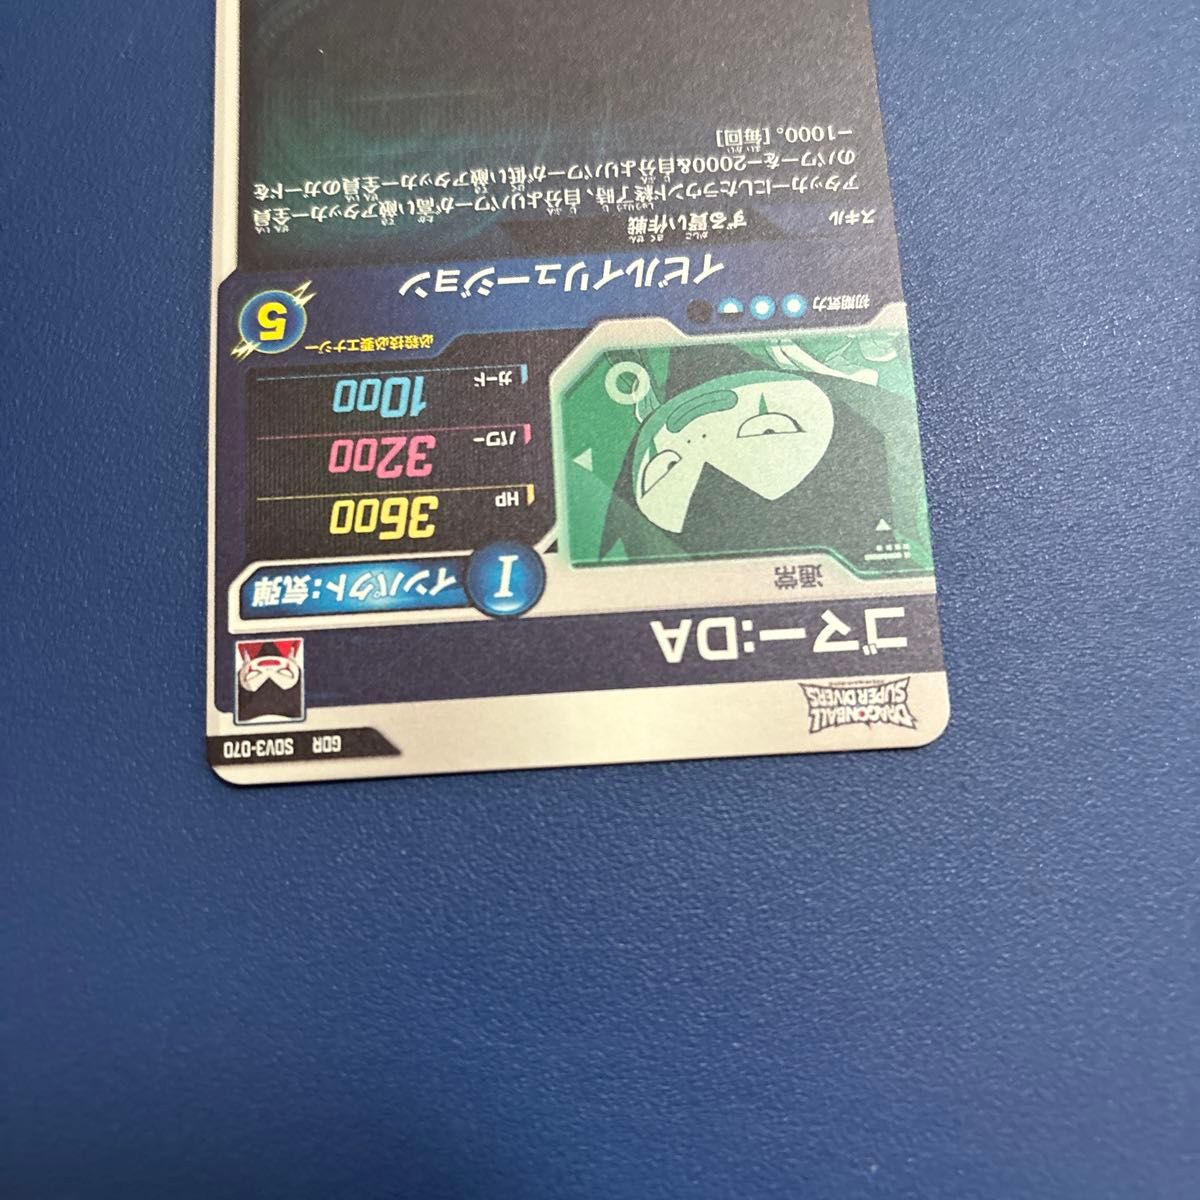 GDR SDV3-070
DRAGONBALL
SUPER DIVERS
ゴマー:DA
通常
I インパクト:気弾
HP 3600
パワー 3200
ガード 1000
必殺技必要エナジー 5
初期気力
イビルイリュージョン
スキル ずる賢い作戦
アタッカーにしたラウンド終了時、自分よりパワーが高い敵アタッカー全員
のパワーを-2000&自分よりパワーが低い敵アタッカー全員のガードを
-1000。[毎回]